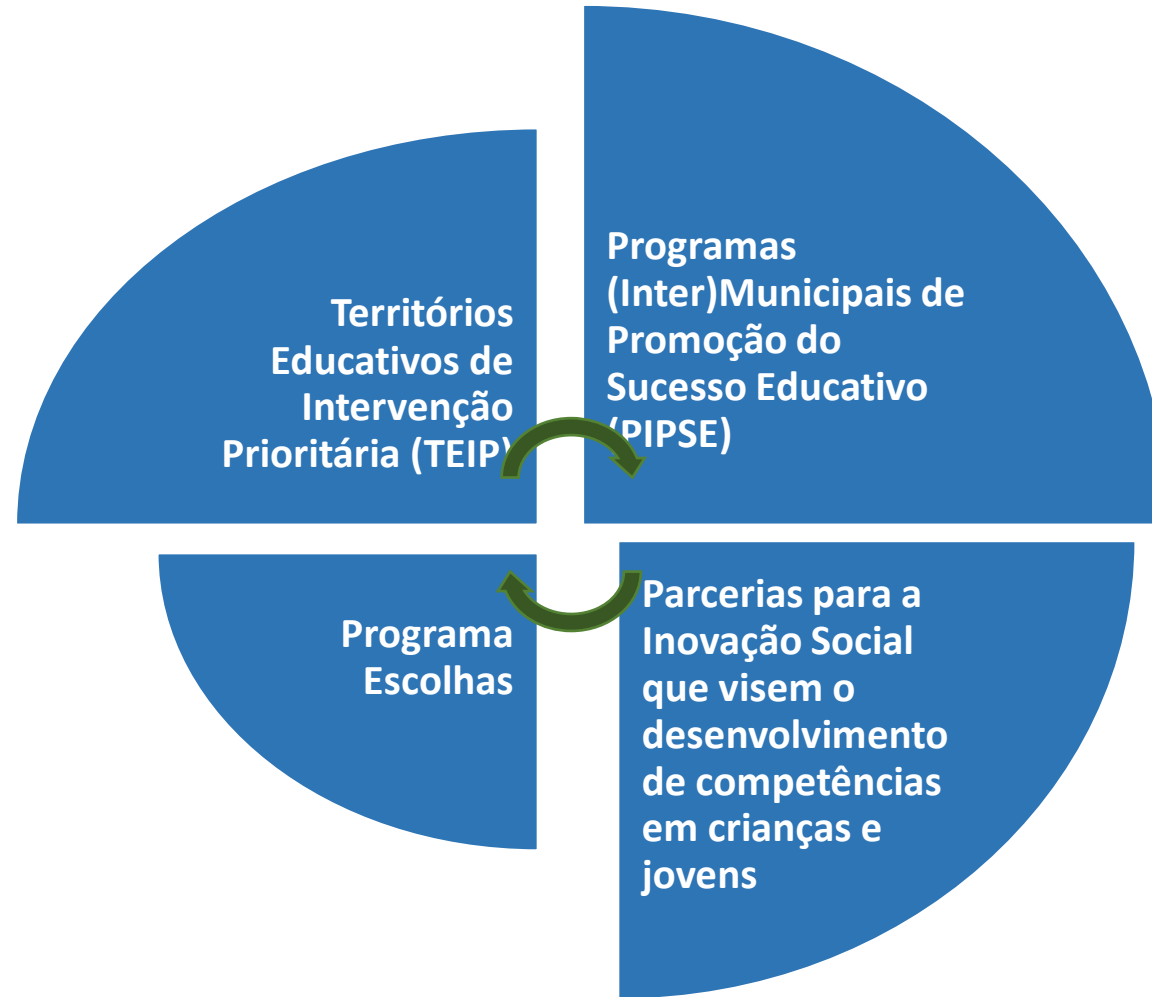 Territórios
Educativos de
Intervenção
Prioritária (TEIP)
Programas
(Inter)Municipais de
Promoção do
Sucesso Educativo
(PIPSE)
Programa
Escolhas
Parcerias para a
Inovação Social
que visem o
desenvolvimento
de competências
em crianças e
jovens